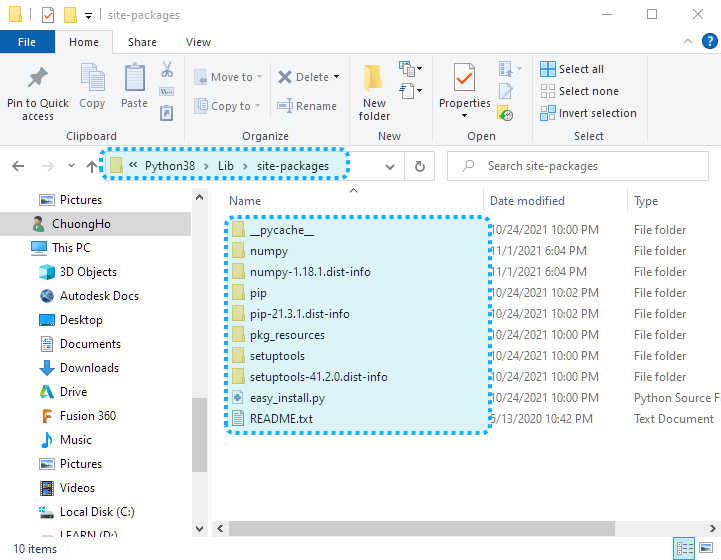 site-packages
File Home Share View
Pin to Quick access
Copy
Paste
Clipboard
Move to
Copy to
Delete
Rename
Organize
New folder
New
Properties
Open
Select all
Select none
Invert selection
Select
« Python38 > Lib > site-packages
Search site-packages
Pictures
ChuongHo
This PC
3D Objects
Autodesk Docs
Desktop
Documents
Downloads
Drive
Fusion 360
Music
Pictures
Videos
Local Disk (C:)
LEARN (D:)
Name Date modified Type
__pycache__ 10/24/2021 10:00 PM File folder
numpy 11/1/2021 6:04 PM File folder
numpy-1.18.1.dist-info 11/1/2021 6:04 PM File folder
pip 10/24/2021 10:02 PM File folder
pip-21.3.1.dist-info 10/24/2021 10:02 PM File folder
pkg_resources 10/24/2021 10:00 PM File folder
setuptools 10/24/2021 10:00 PM File folder
setuptools-41.2.0.dist-info 10/24/2021 10:00 PM File folder
easy_install.py 10/24/2021 10:00 PM Python Source F
README.txt 5/13/2020 10:42 PM Text Document
10 items